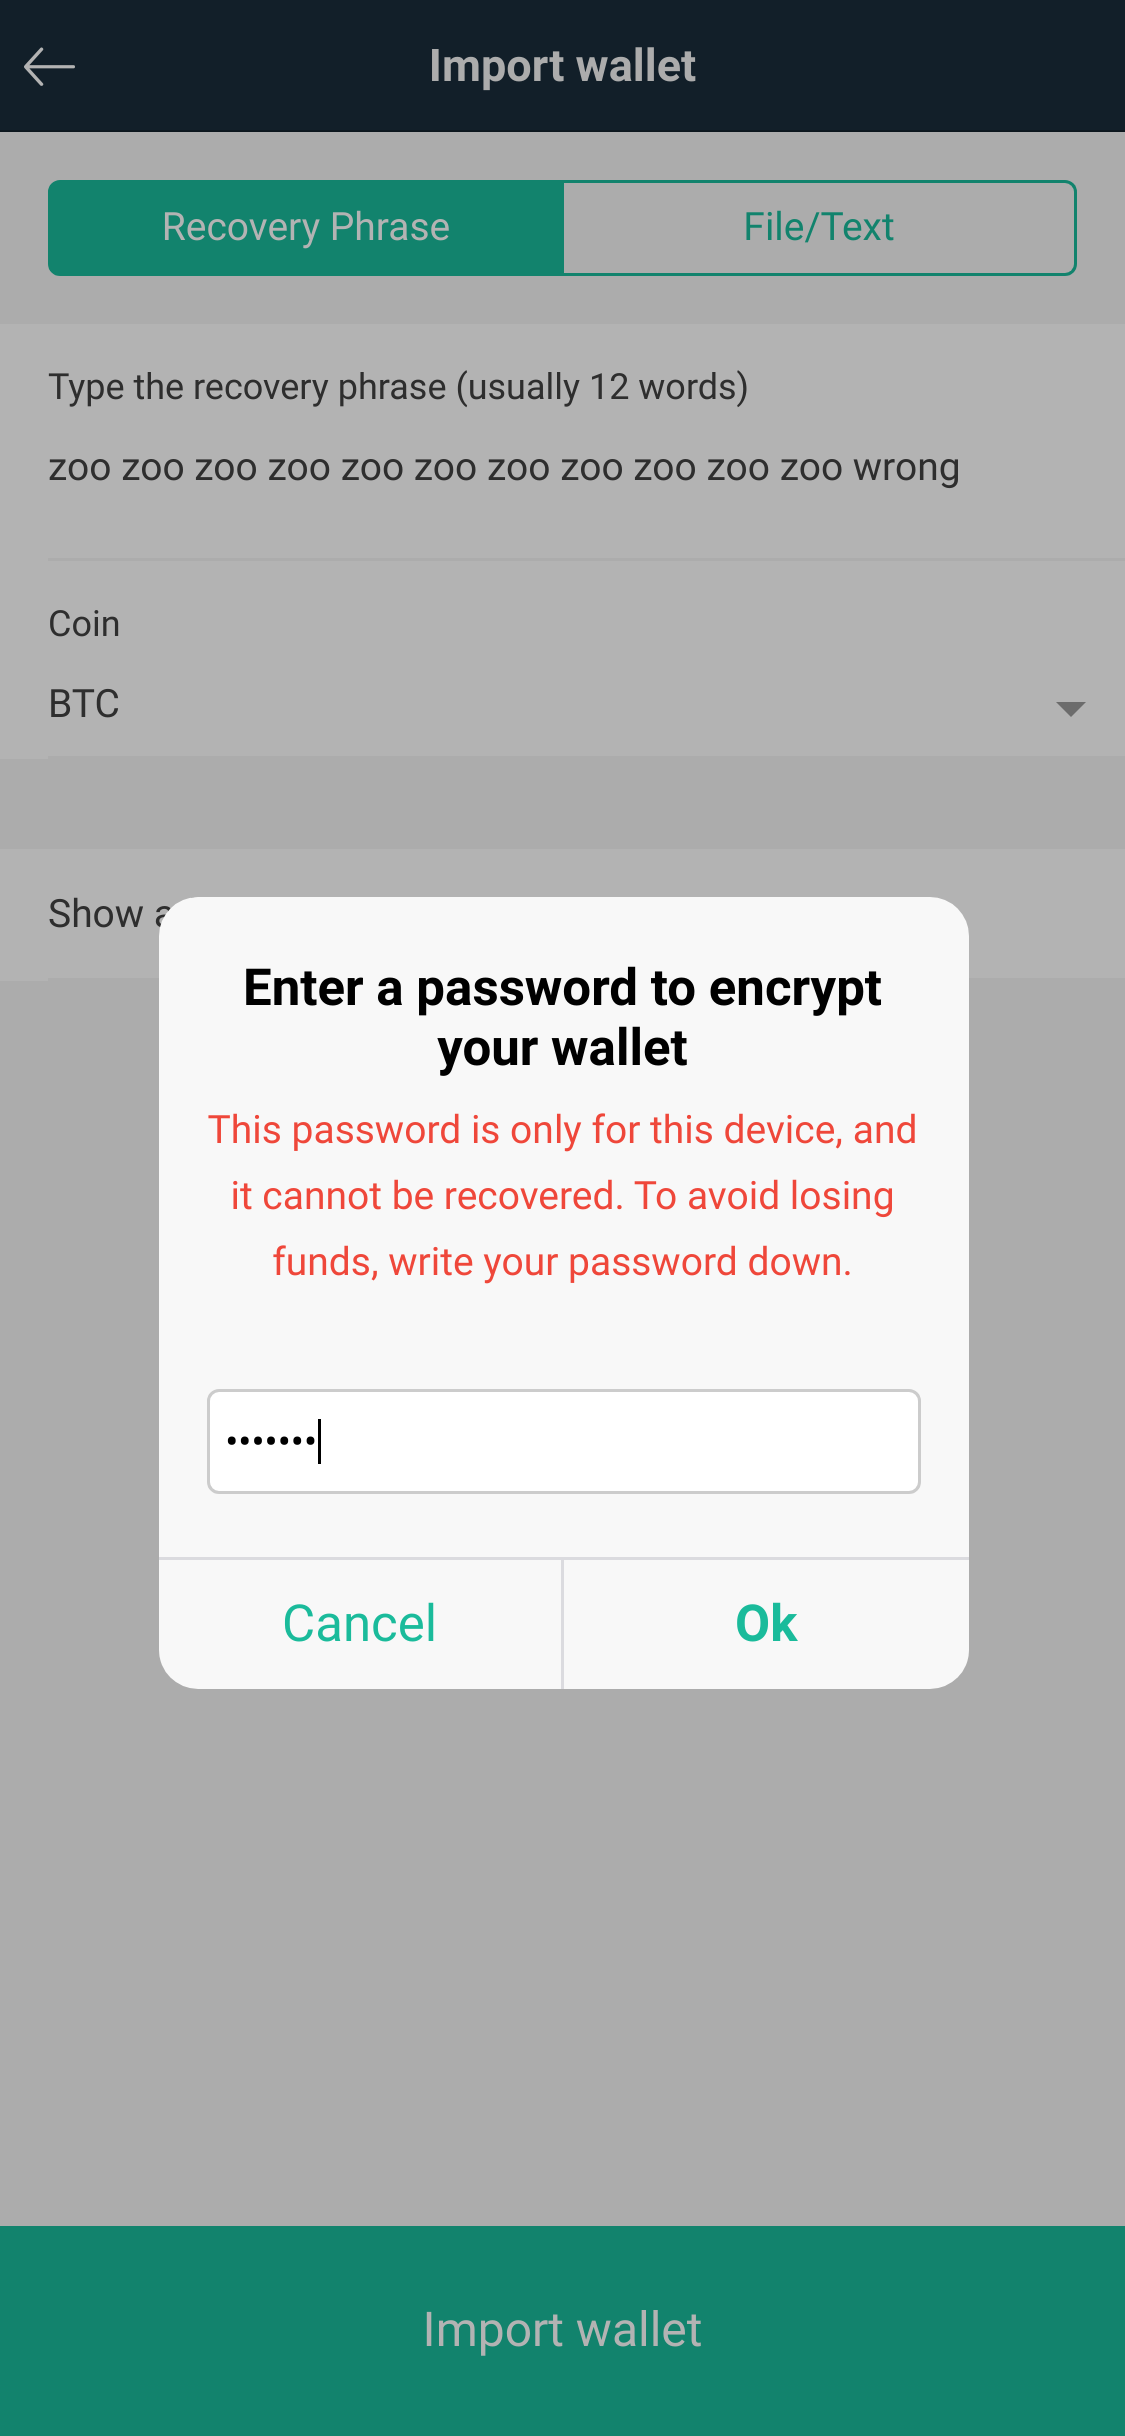 Import wallet
Recovery Phrase
File/Text
Type the recovery phrase (usually 12 words)
zoo zoo zoo zoo zoo zoo zoo zoo zoo zoo zoo wrong
Coin
BTC
Show
Enter a password to encrypt
your wallet
This password is only for this device, and
it cannot be recovered. To avoid losing
funds, write your password down.
•••••••
Cancel
Ok
Import wallet